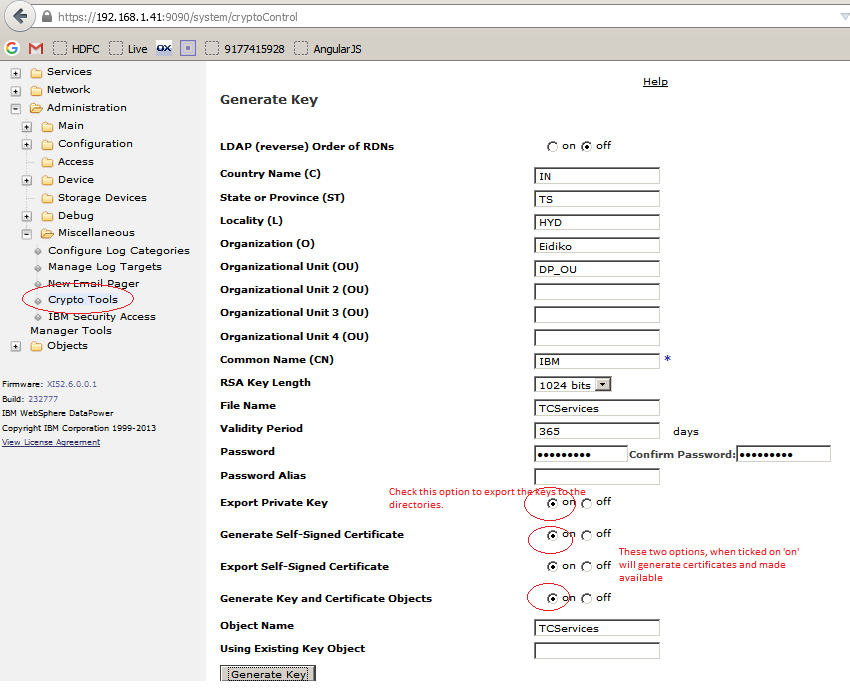 https://192.168.1.41:9090/system/cryptoControl
HDFC Live OX 9177415928 AngularJS
Services
Network
Administration
Main
Configuration
Access
Device
Storage Devices
Debug
Miscellaneous
Configure Log Categories
Manage Log Targets
New Email Pager
Crypto Tools
IBM Security Access
Manager Tools
Objects
Firmware: XI52.6.0.0.1
Build: 232777
IBM WebSphere DataPower
Copyright IBM Corporation 1999-2013
View License Agreement
Help
Generate Key
LDAP (reverse) Order of RDNs on off
Country Name (C) IN
State or Province (ST) TS
Locality (L) HYD
Organization (O) Eidiko
Organizational Unit (OU) DP_OU
Organizational Unit 2 (OU)
Organizational Unit 3 (OU)
Organizational Unit 4 (OU)
Common Name (CN) IBM *
RSA Key Length 1024 bits
File Name TCServices
Validity Period 365 days
Password ••••••••• Confirm Password: •••••••••
Password Alias
Check this option to export the keys to the
directories.
Export Private Key on off
Generate Self-Signed Certificate on off
These two options, when ticked on 'on'
will generate certificates and made
available
Export Self-Signed Certificate on off
Generate Key and Certificate Objects on off
Object Name TCServices
Using Existing Key Object
Generate Key